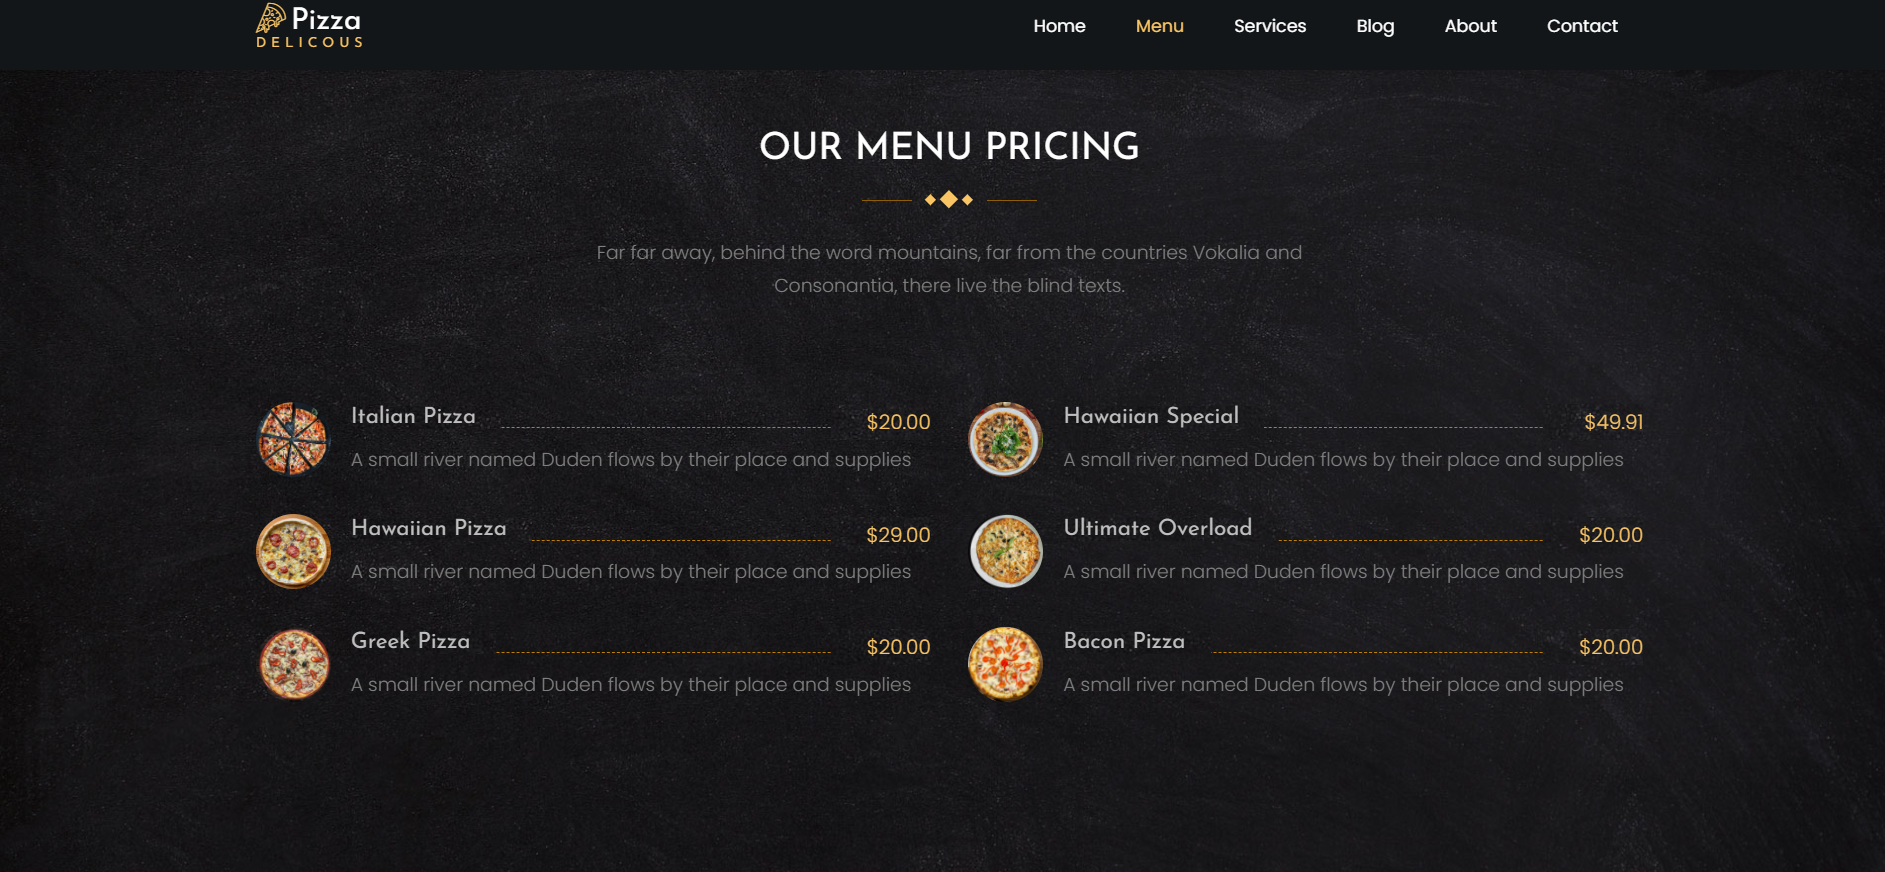 Pizza
DELICOUS
Home Menu Services Blog About Contact
OUR MENU PRICING
Far far away, behind the word mountains, far from the countries Vokalia and
Consonantia, there live the blind texts.
Italian Pizza $20.00
A small river named Duden flows by their place and supplies
Hawaiian Pizza $29.00
A small river named Duden flows by their place and supplies
Greek Pizza $20.00
A small river named Duden flows by their place and supplies
Hawaiian Special $49.91
A small river named Duden flows by their place and supplies
Ultimate Overload $20.00
A small river named Duden flows by their place and supplies
Bacon Pizza $20.00
A small river named Duden flows by their place and supplies